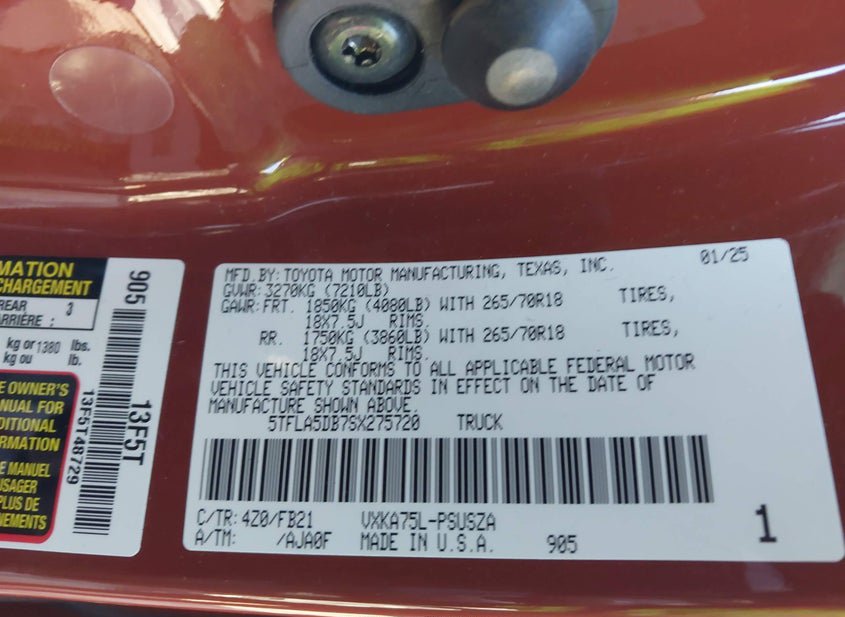 MATION
CHARGEMENT
REAR
ARRIÈRE : 3
kg or 1380 lbs.
kg ou lb.
E OWNER'S
ANUAL FOR
DITIONAL
ORMATION
E MANUEL
USAGER
PLUS DE
NEMENTS
905
13F5T
13F5T48729
MFD.BY: TOYOTA MOTOR MANUFACTURING, TEXAS, INC. 01/25
GVWR: 3270KG (7210LB)
GAWR: FRT. 1850KG (4080LB) WITH 265/70R18 TIRES,
18X7.5J RIMS.
RR. 1750KG (3860LB) WITH 265/70R18 TIRES,
18X7.5J RIMS.
THIS VEHICLE CONFORMS TO ALL APPLICABLE FEDERAL MOTOR
VEHICLE SAFETY STANDARDS IN EFFECT ON THE DATE OF
MANUFACTURE SHOWN ABOVE.
5TFLA5DB7SX275720 TRUCK
C/TR: 4Z0/FB21 VXKA75L-PSUSZA
A/TM: /AJA0F MADE IN U.S.A. 905
1